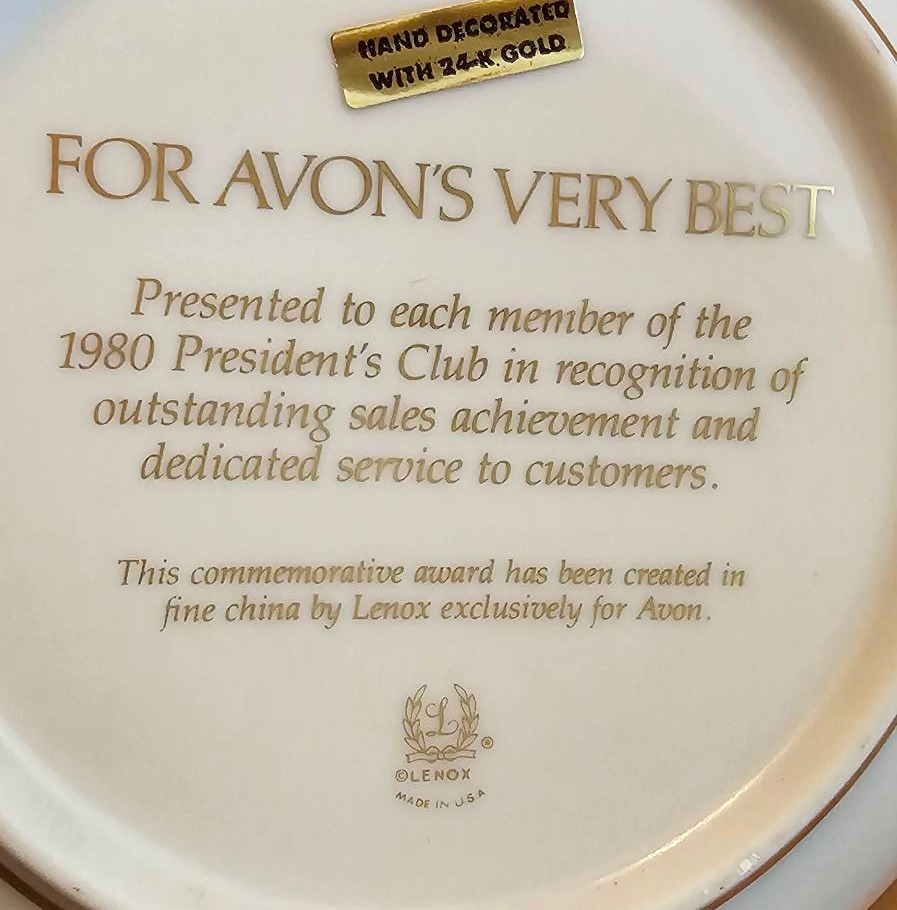 HAND DECORATED
WITH 24-K. GOLD
FOR AVON'S VERY BEST
Presented to each member of the
1980 President's Club in recognition of
outstanding sales achievement and
dedicated service to customers.
This commemorative award has been created in
fine china by Lenox exclusively for Avon.
L
®
©LENOX
MADE IN U.S.A